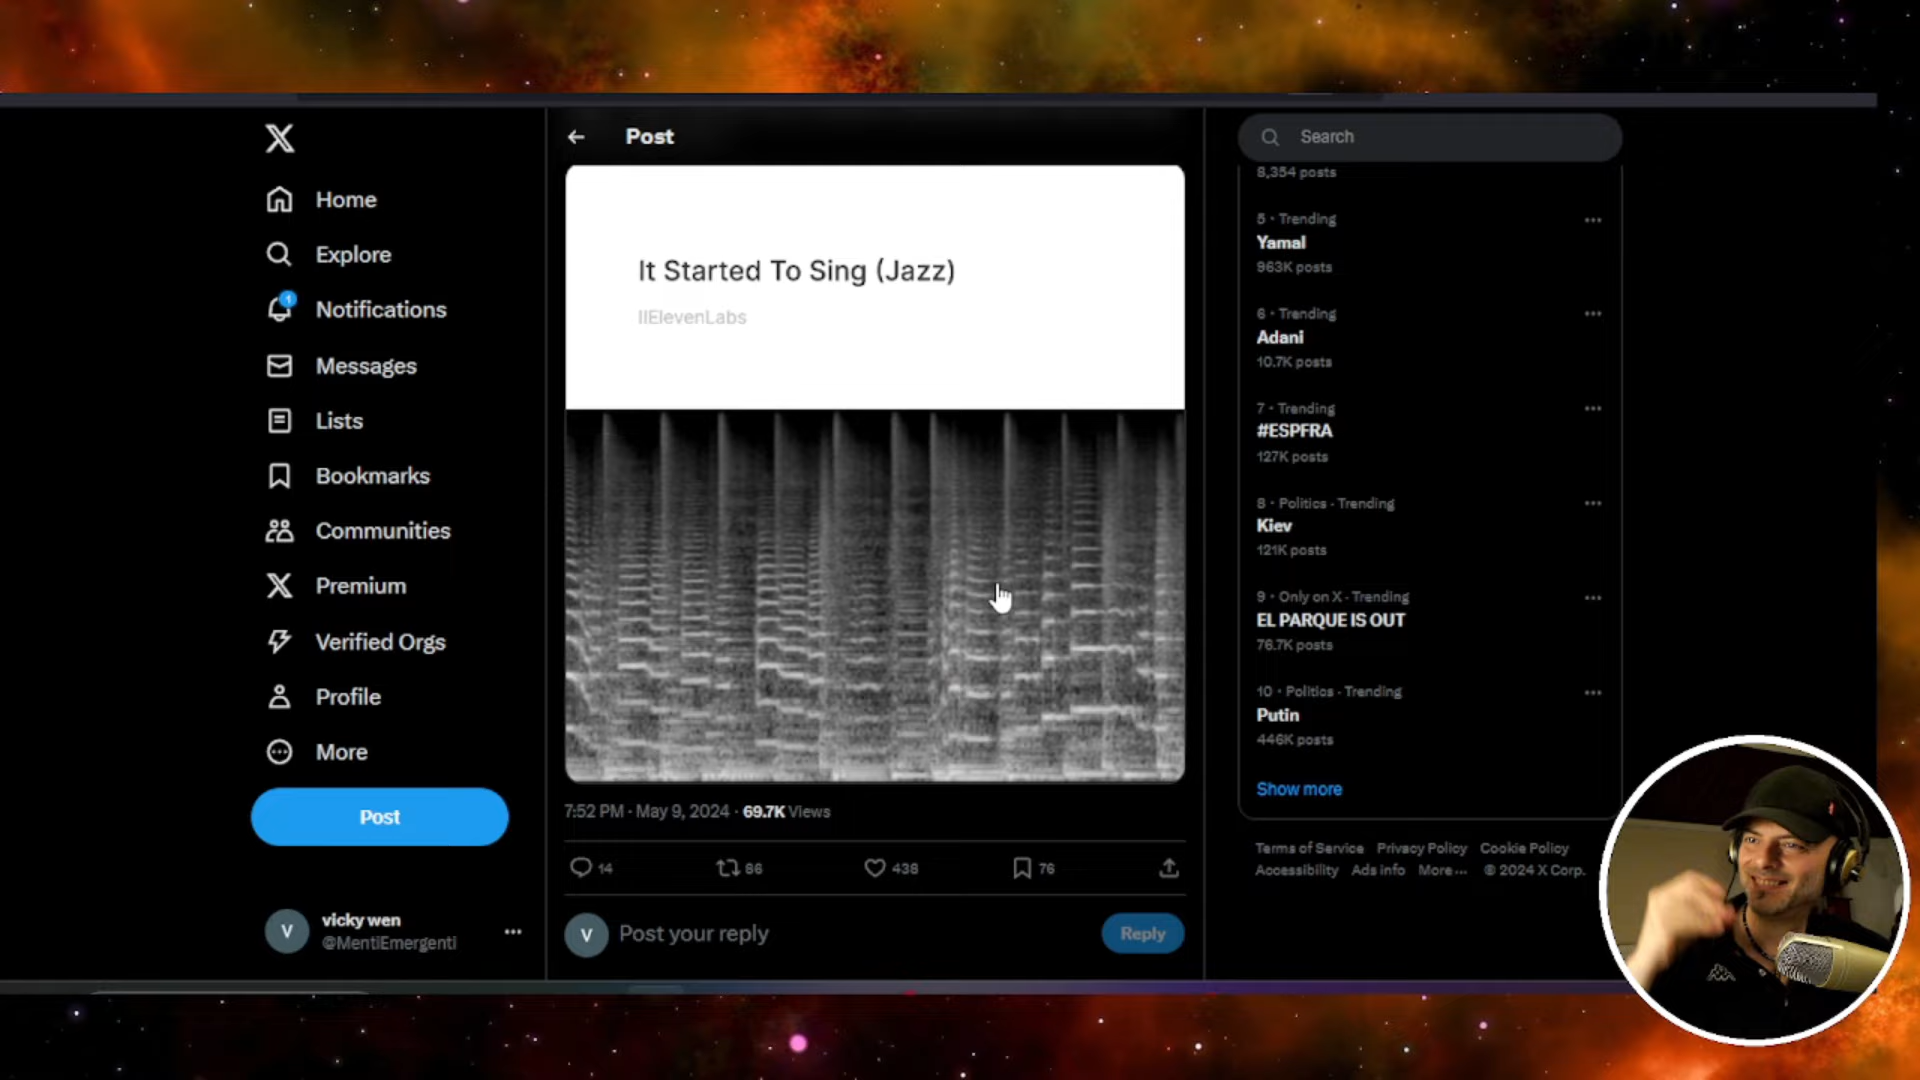 Home
Explore
1
Notifications
Messages
Lists
Bookmarks
Communities
Premium
Verified Orgs
Profile
More
Post
V
vicky wen
@MentiEmergenti
Post
It Started To Sing (Jazz)
IIElevenLabs
7:52 PM · May 9, 2024 · 69.7K Views
14
86
438
76
V
Post your reply
Reply
Search
8,354 posts
5 · Trending
Yamal
963K posts
6 · Trending
Adani
10.7K posts
7 · Trending
#ESPFRA
127K posts
8 · Politics · Trending
Kiev
121K posts
9 · Only on X · Trending
EL PARQUE IS OUT
76.7K posts
10 · Politics · Trending
Putin
446K posts
Show more
Terms of Service Privacy Policy Cookie Policy
Accessibility Ads info More ··· © 2024 X Corp.